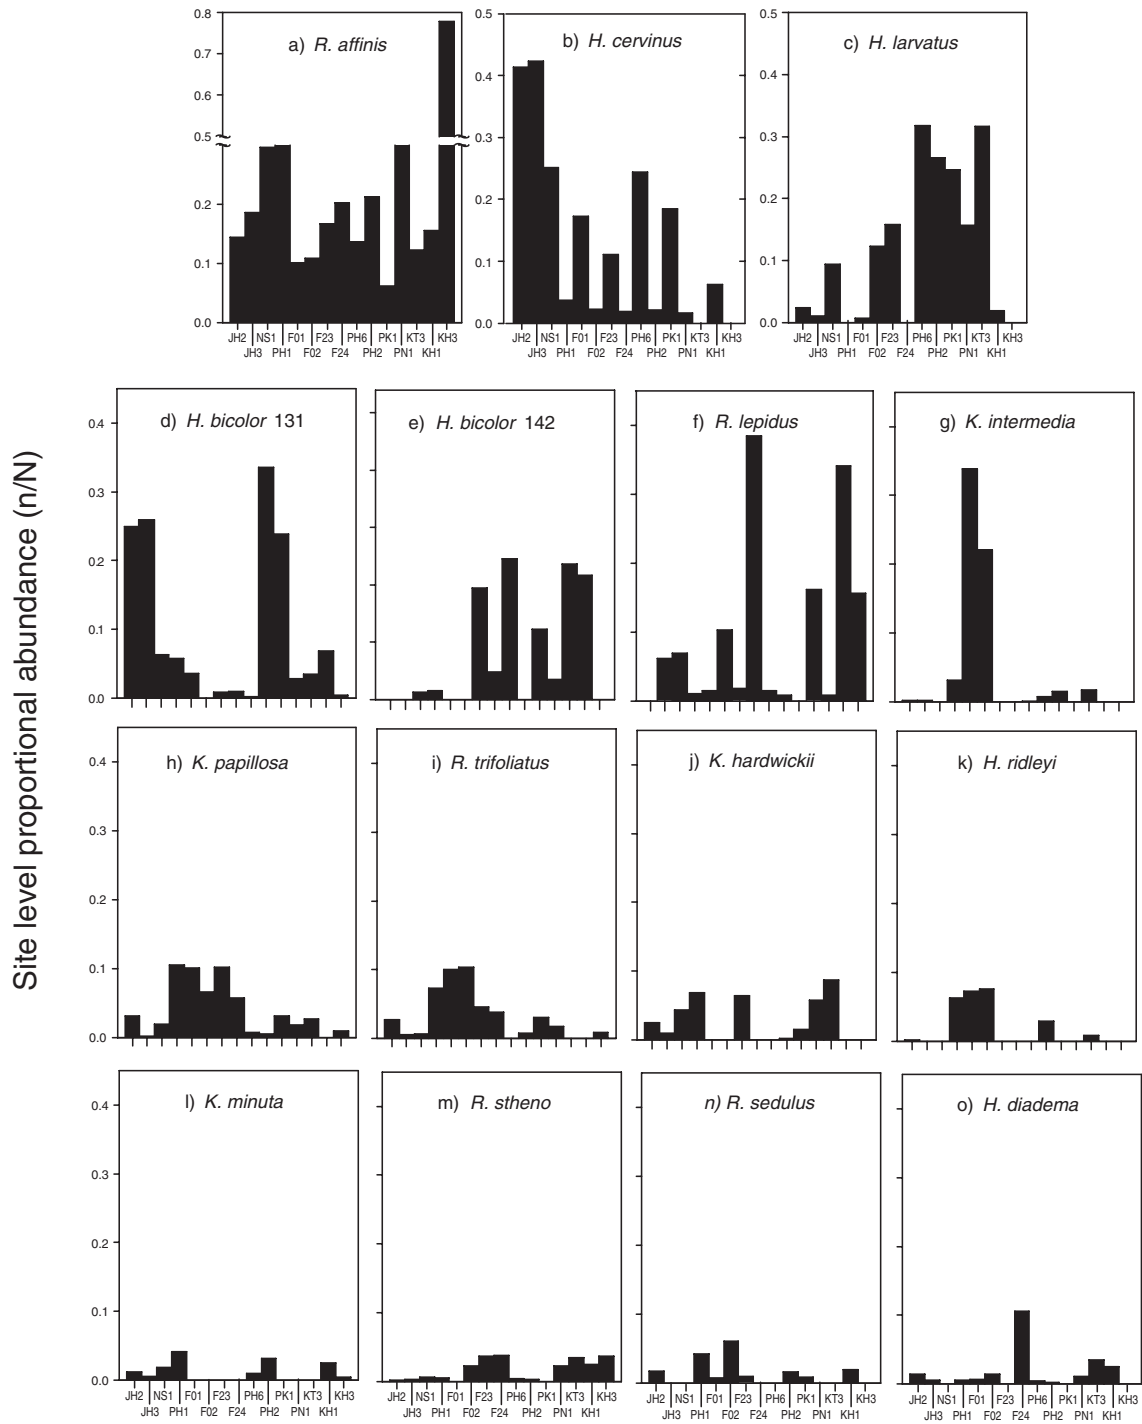 Site level proportional abundance (n/N)
a) R. affinis
0.8
0.7
0.6
0.5
0.2
0.1
0.0
JH2 NS1 F01 F23 PH6 PK1 KT3 KH3
JH3 PH1 F02 F24 PH2 PN1 KH1
b) H. cervinus
0.5
0.4
0.3
0.2
0.1
0.0
JH2 NS1 F01 F23 PH6 PK1 KT3 KH3
JH3 PH1 F02 F24 PH2 PN1 KH1
c) H. larvatus
0.5
0.4
0.3
0.2
0.1
0.0
JH2 NS1 F01 F23 PH6 PK1 KT3 KH3
JH3 PH1 F02 F24 PH2 PN1 KH1
d) H. bicolor 131
0.4
0.3
0.2
0.1
0.0
e) H. bicolor 142
f) R. lepidus
g) K. intermedia
h) K. papillosa
0.4
0.3
0.2
0.1
0.0
i) R. trifoliatus
j) K. hardwickii
k) H. ridleyi
l) K. minuta
0.4
0.3
0.2
0.1
0.0
JH2 NS1 F01 F23 PH6 PK1 KT3 KH3
JH3 PH1 F02 F24 PH2 PN1 KH1
m) R. stheno
JH2 NS1 F01 F23 PH6 PK1 KT3 KH3
JH3 PH1 F02 F24 PH2 PN1 KH1
n) R. sedulus
JH2 NS1 F01 F23 PH6 PK1 KT3 KH3
JH3 PH1 F02 F24 PH2 PN1 KH1
o) H. diadema
JH2 NS1 F01 F23 PH6 PK1 KT3 KH3
JH3 PH1 F02 F24 PH2 PN1 KH1